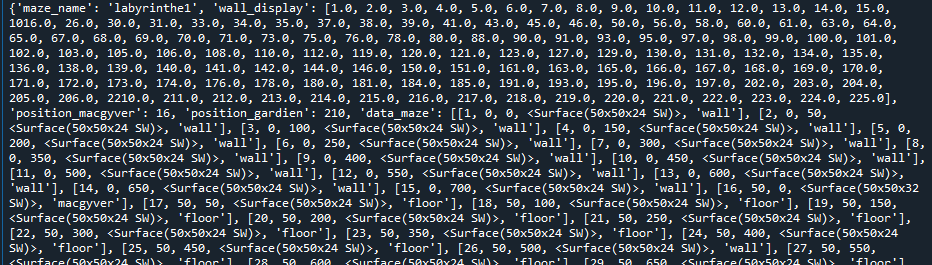 {'maze_name': 'labyrinthe1', 'wall_display': [1.0, 2.0, 3.0, 4.0, 5.0, 6.0, 7.0, 8.0, 9.0, 10.0, 11.0, 12.0, 13.0, 14.0, 15.0,
1016.0, 26.0, 30.0, 31.0, 33.0, 34.0, 35.0, 37.0, 38.0, 39.0, 41.0, 43.0, 45.0, 46.0, 50.0, 56.0, 58.0, 60.0, 61.0, 63.0, 64.0,
65.0, 67.0, 68.0, 69.0, 70.0, 71.0, 73.0, 75.0, 76.0, 78.0, 80.0, 88.0, 90.0, 91.0, 93.0, 95.0, 97.0, 98.0, 99.0, 100.0, 101.0,
102.0, 103.0, 105.0, 106.0, 108.0, 110.0, 112.0, 119.0, 120.0, 121.0, 123.0, 127.0, 129.0, 130.0, 131.0, 132.0, 134.0, 135.0,
136.0, 138.0, 139.0, 140.0, 141.0, 142.0, 144.0, 146.0, 150.0, 151.0, 161.0, 163.0, 165.0, 166.0, 167.0, 168.0, 169.0, 170.0,
171.0, 172.0, 173.0, 174.0, 176.0, 178.0, 180.0, 181.0, 184.0, 185.0, 191.0, 193.0, 195.0, 196.0, 197.0, 202.0, 203.0, 204.0,
205.0, 206.0, 2210.0, 211.0, 212.0, 213.0, 214.0, 215.0, 216.0, 217.0, 218.0, 219.0, 220.0, 221.0, 222.0, 223.0, 224.0, 225.0],
'position_macgyver': 16, 'position_gardien': 210, 'data_maze': [[1, 0, 0, <Surface(50x50x24 SW)>, 'wall'], [2, 0, 50,
<Surface(50x50x24 SW)>, 'wall'], [3, 0, 100, <Surface(50x50x24 SW)>, 'wall'], [4, 0, 150, <Surface(50x50x24 SW)>, 'wall'], [5, 0,
200, <Surface(50x50x24 SW)>, 'wall'], [6, 0, 250, <Surface(50x50x24 SW)>, 'wall'], [7, 0, 300, <Surface(50x50x24 SW)>, 'wall'], [8,
0, 350, <Surface(50x50x24 SW)>, 'wall'], [9, 0, 400, <Surface(50x50x24 SW)>, 'wall'], [10, 0, 450, <Surface(50x50x24 SW)>, 'wall'],
[11, 0, 500, <Surface(50x50x24 SW)>, 'wall'], [12, 0, 550, <Surface(50x50x24 SW)>, 'wall'], [13, 0, 600, <Surface(50x50x24 SW)>,
'wall'], [14, 0, 650, <Surface(50x50x24 SW)>, 'wall'], [15, 0, 700, <Surface(50x50x24 SW)>, 'wall'], [16, 50, 0, <Surface(50x50x32
SW)>, 'macgyver'], [17, 50, 50, <Surface(50x50x24 SW)>, 'floor'], [18, 50, 100, <Surface(50x50x24 SW)>, 'floor'], [19, 50, 150,
<Surface(50x50x24 SW)>, 'floor'], [20, 50, 200, <Surface(50x50x24 SW)>, 'floor'], [21, 50, 250, <Surface(50x50x24 SW)>, 'floor'],
[22, 50, 300, <Surface(50x50x24 SW)>, 'floor'], [23, 50, 350, <Surface(50x50x24 SW)>, 'floor'], [24, 50, 400, <Surface(50x50x24
SW)>, 'floor'], [25, 50, 450, <Surface(50x50x24 SW)>, 'floor'], [26, 50, 500, <Surface(50x50x24 SW)>, 'wall'], [27, 50, 550,
<Surface(50x50x24 SW)>, 'floor'], [28, 50, 600, <Surface(50x50x24 SW)>, 'floor'], [29, 50, 650, <Surface(50x50x24 SW)>, 'floor'],